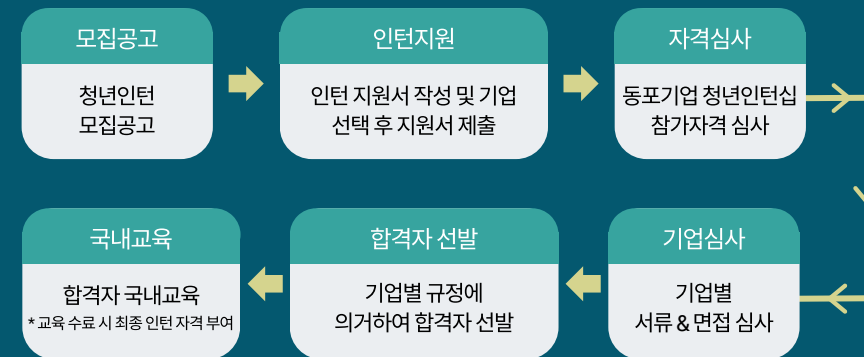 모집공고
청년인턴
모집공고
인턴지원
인턴 지원서 작성 및 기업
선택 후 지원서 제출
자격심사
동포기업 청년인턴십
참가자격 심사
국내교육
합격자 국내교육
* 교육 수료 시 최종 인턴 자격 부여
합격자 선발
기업별 규정에
의거하여 합격자 선발
기업심사
기업별
서류 & 면접 심사